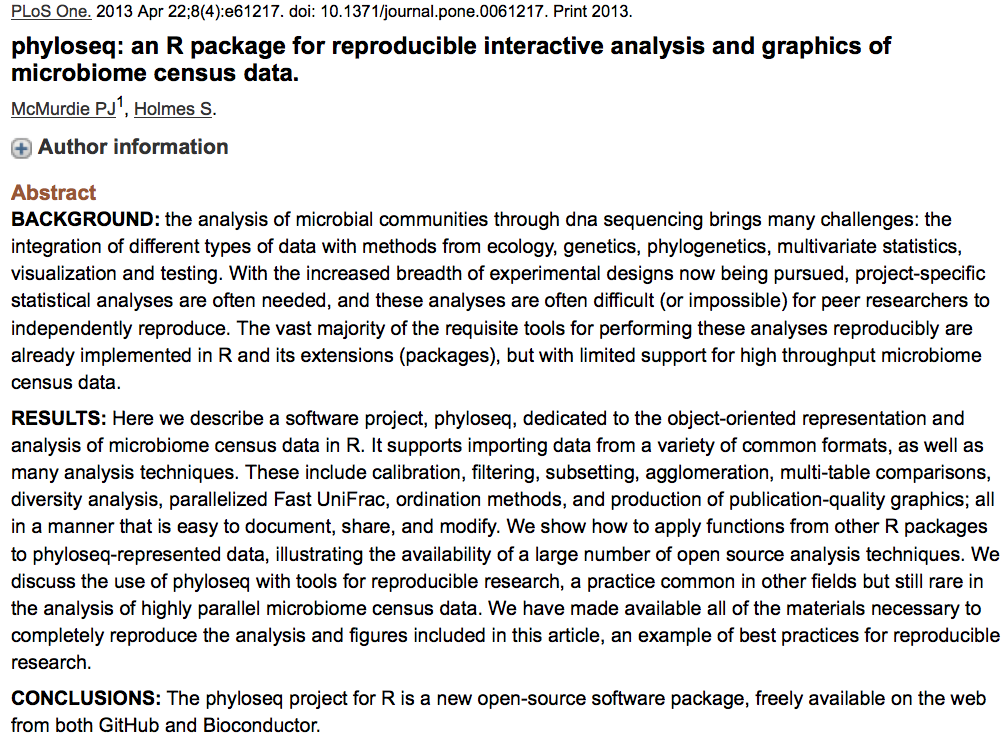 PLoS One. 2013 Apr 22;8(4):e61217. doi: 10.1371/journal.pone.0061217. Print 2013.
phyloseq: an R package for reproducible interactive analysis and graphics of
microbiome census data.
McMurdie PJ1, Holmes S.
Author information
Abstract
BACKGROUND: the analysis of microbial communities through dna sequencing brings many challenges: the
integration of different types of data with methods from ecology, genetics, phylogenetics, multivariate statistics,
visualization and testing. With the increased breadth of experimental designs now being pursued, project-specific
statistical analyses are often needed, and these analyses are often difficult (or impossible) for peer researchers to
independently reproduce. The vast majority of the requisite tools for performing these analyses reproducibly are
already implemented in R and its extensions (packages), but with limited support for high throughput microbiome
census data.
RESULTS: Here we describe a software project, phyloseq, dedicated to the object-oriented representation and
analysis of microbiome census data in R. It supports importing data from a variety of common formats, as well as
many analysis techniques. These include calibration, filtering, subsetting, agglomeration, multi-table comparisons,
diversity analysis, parallelized Fast UniFrac, ordination methods, and production of publication-quality graphics; all
in a manner that is easy to document, share, and modify. We show how to apply functions from other R packages
to phyloseq-represented data, illustrating the availability of a large number of open source analysis techniques. We
discuss the use of phyloseq with tools for reproducible research, a practice common in other fields but still rare in
the analysis of highly parallel microbiome census data. We have made available all of the materials necessary to
completely reproduce the analysis and figures included in this article, an example of best practices for reproducible
research.
CONCLUSIONS: The phyloseq project for R is a new open-source software package, freely available on the web
from both GitHub and Bioconductor.